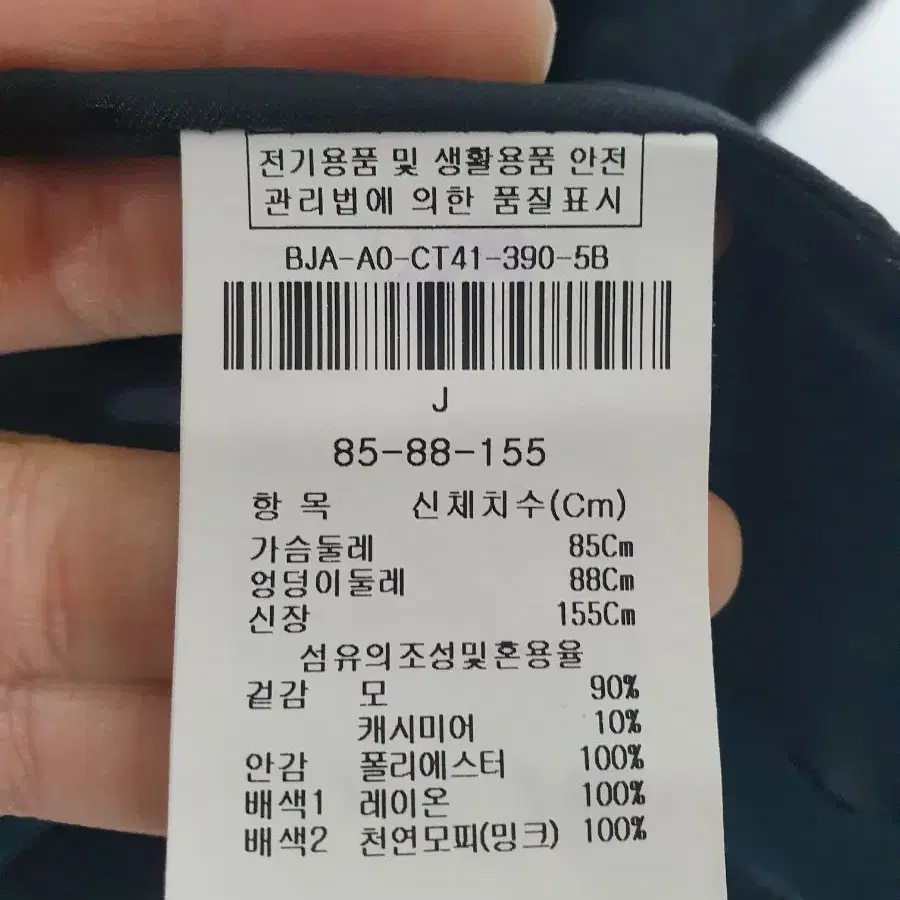 전기용품 및 생활용품 안전
관리법에 의한 품질표시
BJA-A0-CT41-390-5B
J
85-88-155
항 목 신체치수(Cm)
가슴둘레 85Cm
엉덩이둘레 88Cm
신장 155Cm
섬유의조성및혼용율
겉감 모 90%
캐시미어 10%
안감 폴리에스터 100%
배색1 레이온 100%
배색2 천연모피(밍크) 100%